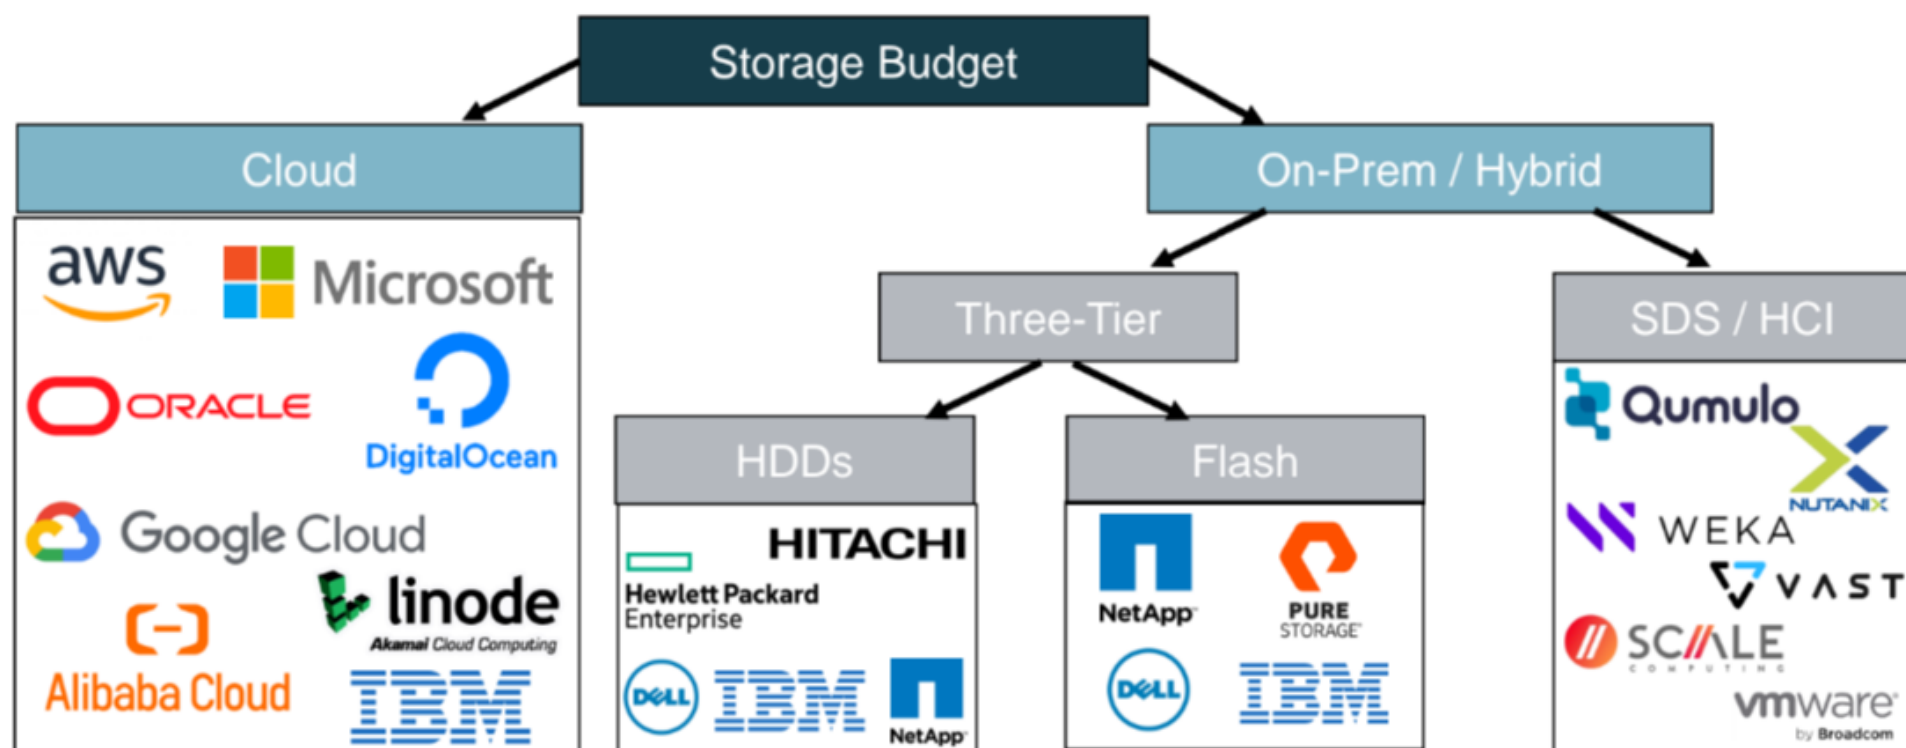 Storage Budget
Cloud
On-Prem / Hybrid
aws
Microsoft
ORACLE
DigitalOcean
Google Cloud
linode
Akamai Cloud Computing
Alibaba Cloud
IBM
Three-Tier
SDS / HCI
HDDs
Flash
HITACHI
Hewlett Packard
Enterprise
DELL
IBM
NetApp
NetApp
PURE
STORAGE
DELL
IBM
Qumulo
NUTANIX
WEKA
VAST
SCALE
COMPUTING
vmware®
by Broadcom